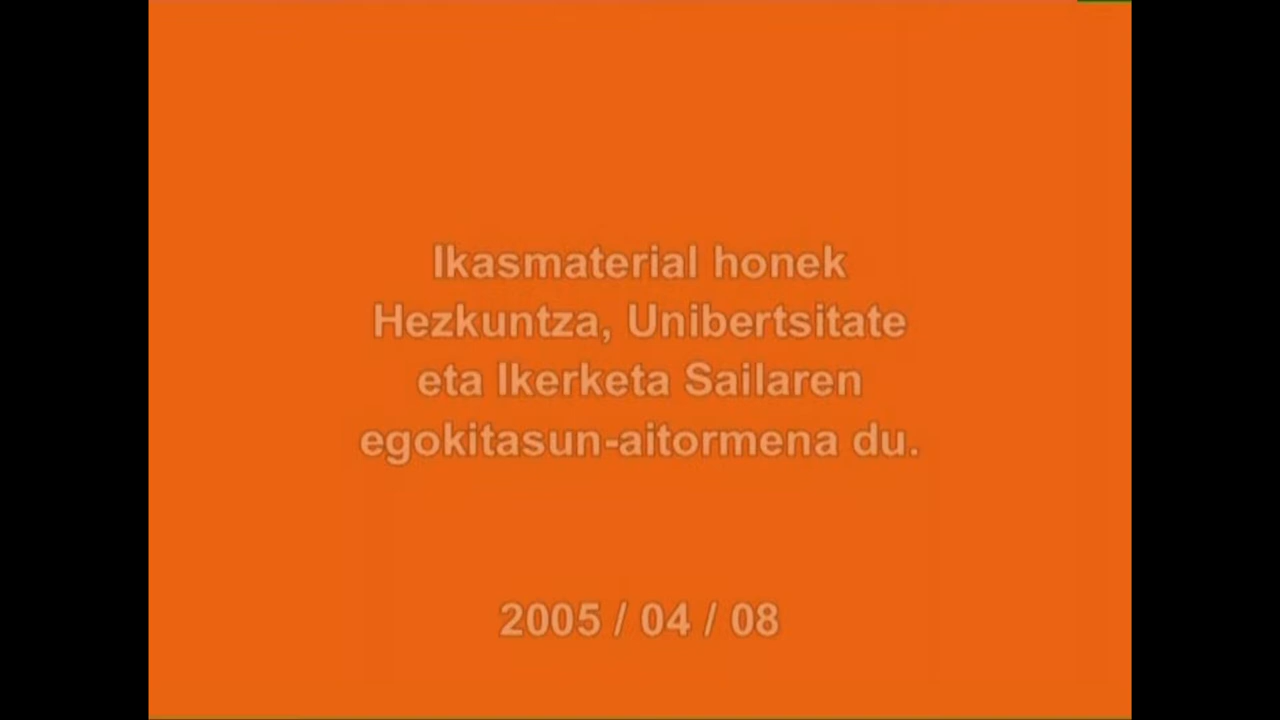 Ikasmaterial honek
Hezkuntza, Unibertsitate
eta Ikerketa Sailaren
egokitasun-aitormena du.
2005 / 04 / 08